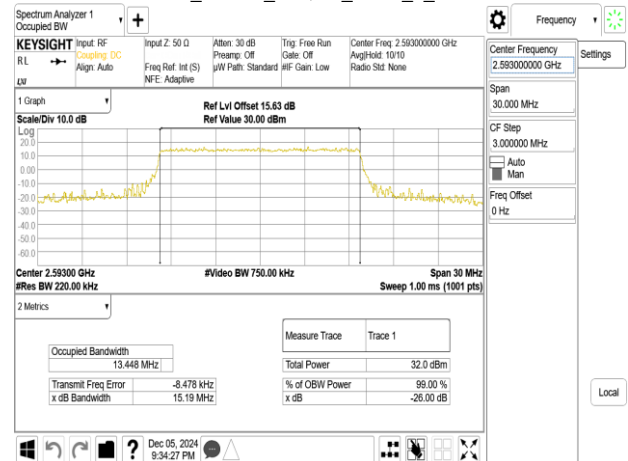 Spectrum Analyzer 1
Occupied BW
Frequency
KEYSIGHT
RL
LXI
Input: RF
Coupling: DC
Align: Auto
Input Z: 50 Ω
Freq Ref: Int (S)
NFE: Adaptive
Atten: 30 dB
Preamp: Off
µW Path: Standard
Trig: Free Run
Gate: Off
#IF Gain: Low
Center Freq: 2.593000000 GHz
Avg|Hold: 10/10
Radio Std: None
Center Frequency
2.593000000 GHz
Settings
Span
30.000 MHz
CF Step
3.000000 MHz
Auto
Man
Freq Offset
0 Hz
1 Graph
Scale/Div 10.0 dB
Ref Lvl Offset 15.63 dB
Ref Value 30.00 dBm
Log
20.0
10.0
0.00
-10.0
-20.0
-30.0
-40.0
-50.0
-60.0
Center 2.59300 GHz
#Res BW 220.00 kHz
#Video BW 750.00 kHz
Span 30 MHz
Sweep 1.00 ms (1001 pts)
2 Metrics
Measure Trace Trace 1
Occupied Bandwidth
13.448 MHz
Total Power 32.0 dBm
Transmit Freq Error -8.478 kHz
% of OBW Power 99.00 %
x dB Bandwidth 15.19 MHz
x dB -26.00 dB
Local
?
Dec 05, 2024
9:34:27 PM